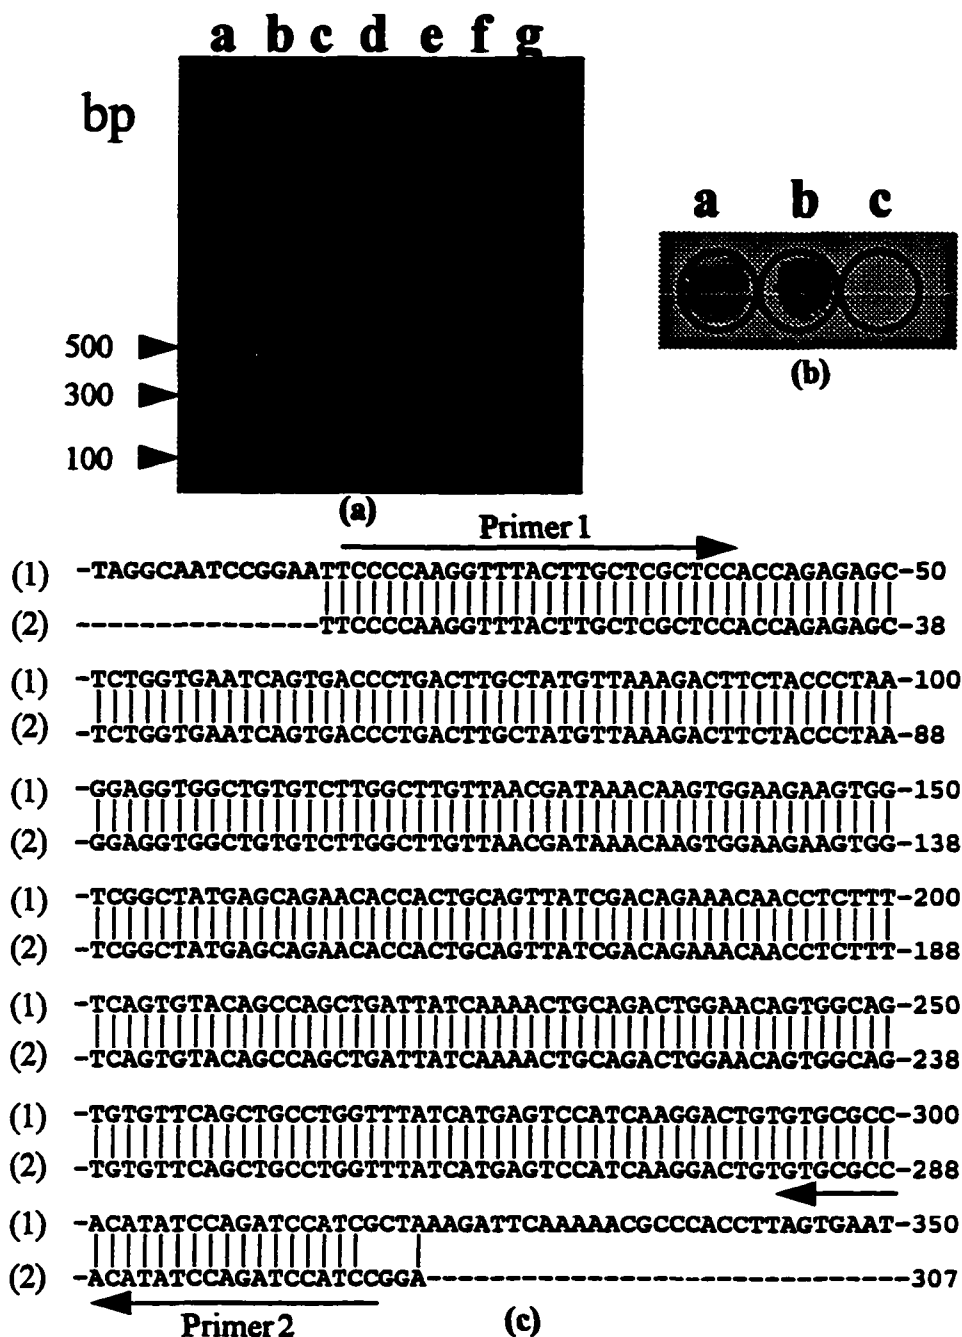 a b c d e f g
bp
500
300
100
(a)
a b c
(b)
Primer 1
(1) -TAGGCAATCCGGAATTCCCCAAGGTTTACTTGCTCGCTCCACCAGAGAGC-50
(2) ---------------TTCCCCAAGGTTTACTTGCTCGCTCCACCAGAGAGC-38
(1) -TCTGGTGAATCAGTGACCCTGACTTGCTATGTTAAAGACTTCTACCCTAA-100
(2) -TCTGGTGAATCAGTGACCCTGACTTGCTATGTTAAAGACTTCTACCCTAA-88
(1) -GGAGGTGGCTGTGTCTTGGCTTGTTAACGATAAACAAGTGGAAGAAGTGG-150
(2) -GGAGGTGGCTGTGTCTTGGCTTGTTAACGATAAACAAGTGGAAGAAGTGG-138
(1) -TCGGCTATGAGCAGAACACCACTGCAGTTATCGACAGAAACAACCTCTTT-200
(2) -TCGGCTATGAGCAGAACACCACTGCAGTTATCGACAGAAACAACCTCTTT-188
(1) -TCAGTGTACAGCCAGCTGATTATCAAAACTGCAGACTGGAACAGTGGCAG-250
(2) -TCAGTGTACAGCCAGCTGATTATCAAAACTGCAGACTGGAACAGTGGCAG-238
(1) -TGTGTTCAGCTGCCTGGTTTATCATGAGTCCATCAAGGACTGTGTGCGCC-300
(2) -TGTGTTCAGCTGCCTGGTTTATCATGAGTCCATCAAGGACTGTGTGCGCC-288
(1) -ACATATCCAGATCCATCGCTAAAGATTCAAAAACGCCCACCTTAGTGAAT-350
(2) -ACATATCCAGATCCATCCGGA-----------------------------307
Primer 2
(c)